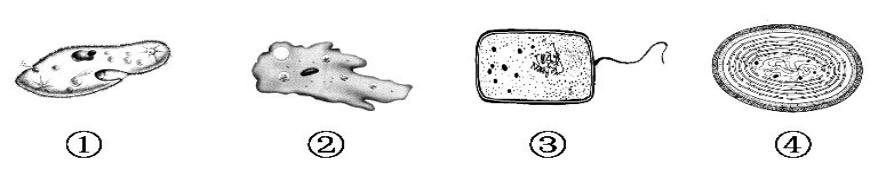 ① ② ③ ④